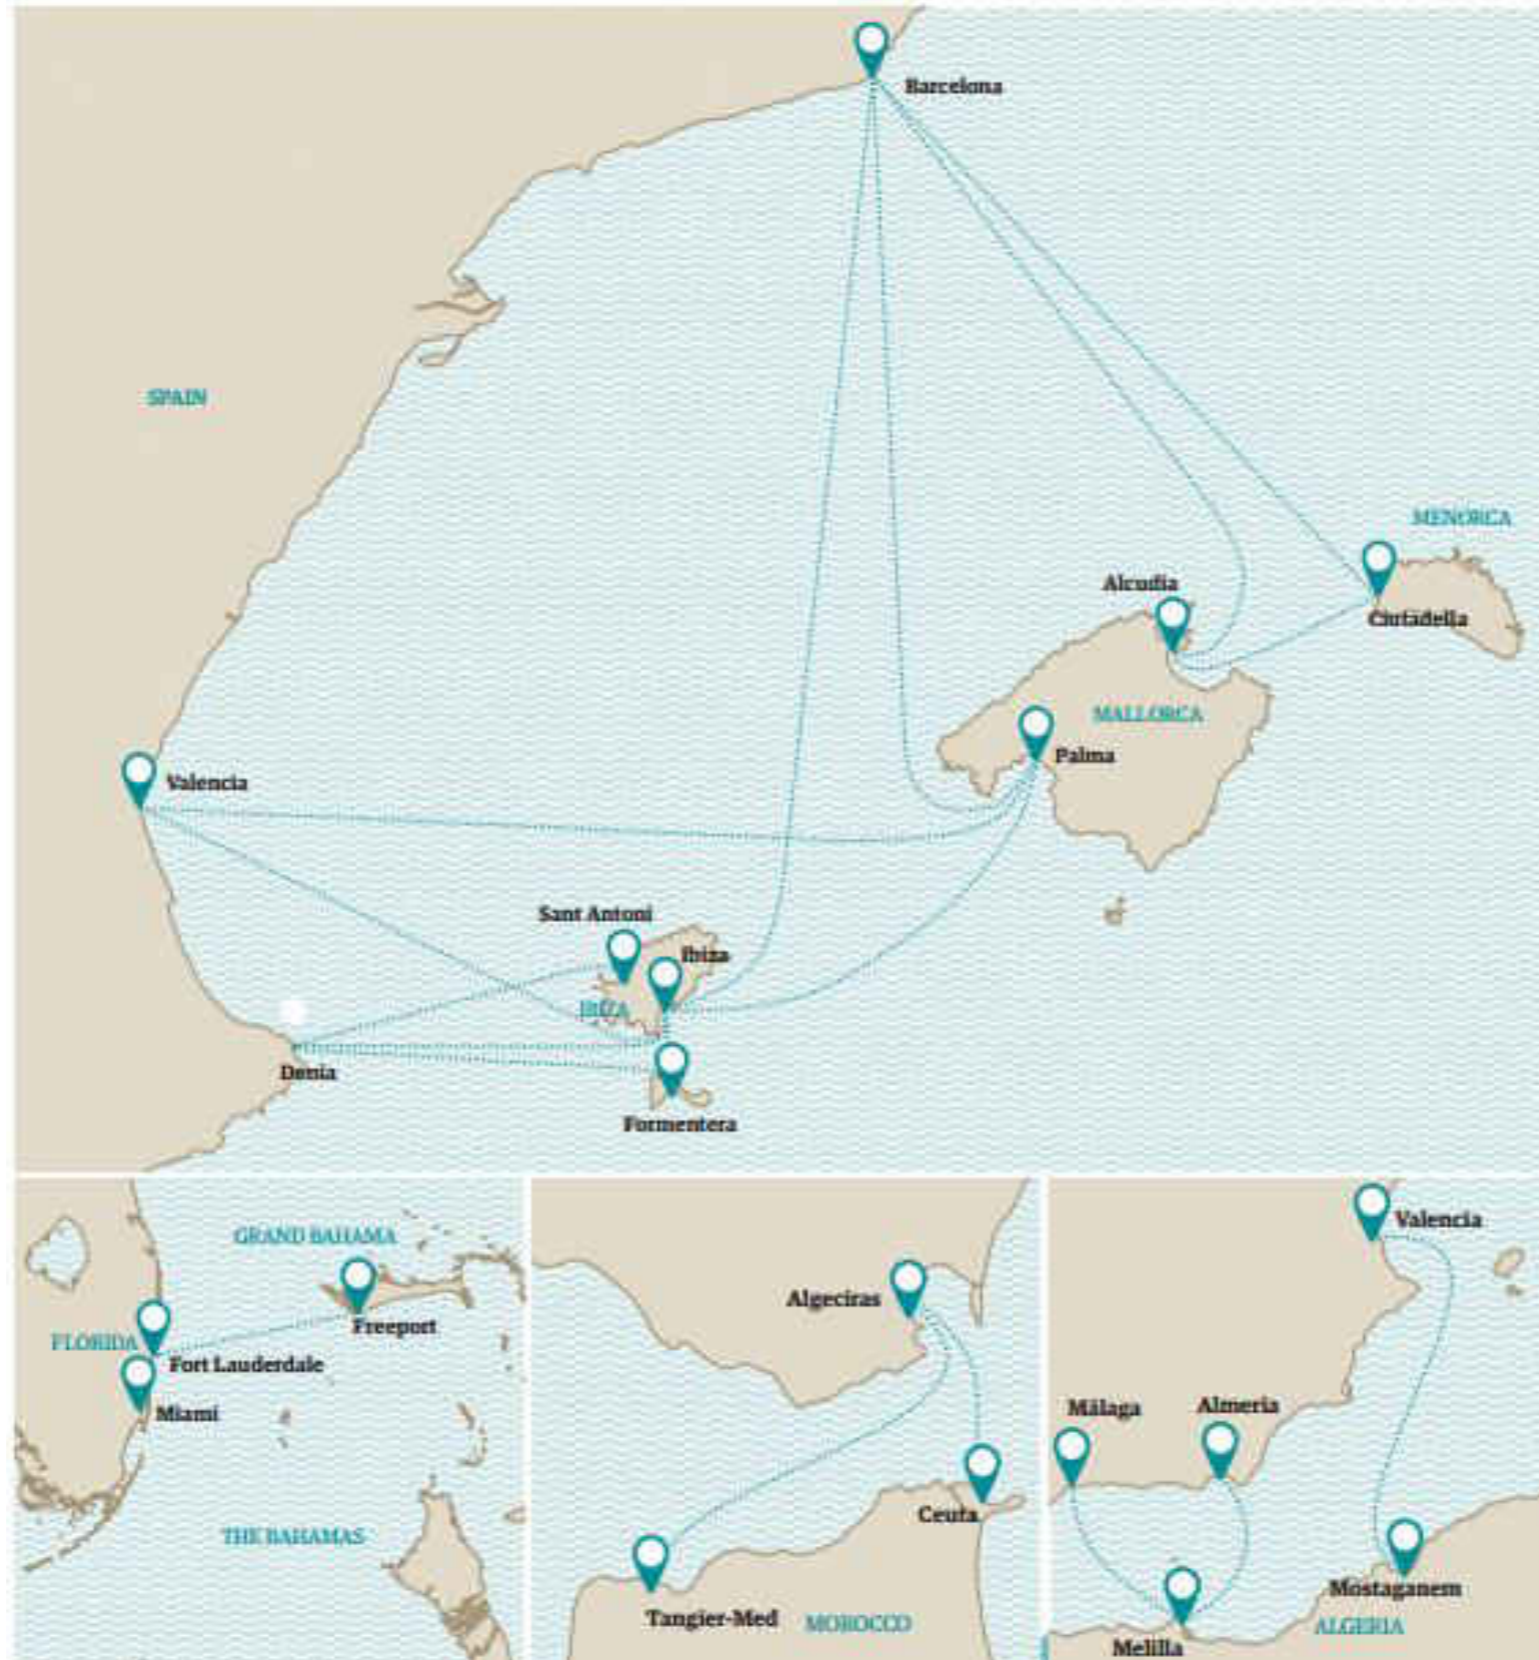 Barcelona
SPAIN
MENORCA
Alcudia
Ciutadella
MALLORCA
Palma
Valencia
Sant Antoni
Ibiza
IBIZA
Denia
Formentera
GRAND BAHAMA
Freeport
FLORIDA
Fort Lauderdale
Miami
THE BAHAMAS
Algeciras
Ceuta
Tangier-Med
MOROCCO
Valencia
Málaga
Almeria
Mostaganem
ALGERIA
Melilla